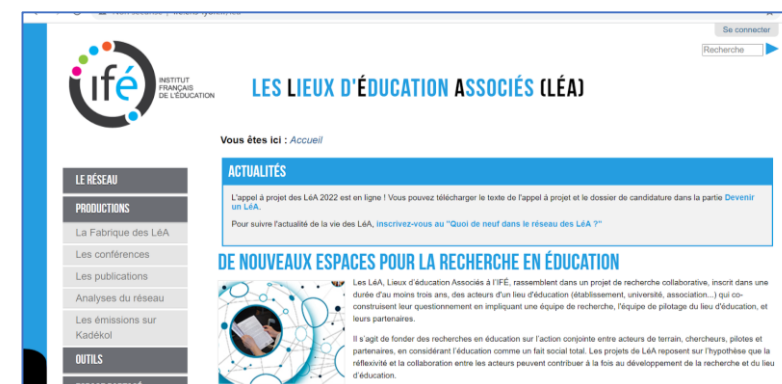 Se connecter
Recherche
ifé
INSTITUT
FRANÇAIS
DE L'ÉDUCATION
LES LIEUX D'ÉDUCATION ASSOCIÉS (LÉA)
Vous êtes ici : Accueil
LE RÉSEAU
PRODUCTIONS
La Fabrique des LéA
Les conférences
Les publications
Analyses du réseau
Les émissions sur
Kadékol
OUTILS
ACTUALITÉS
L'appel à projet des LéA 2022 est en ligne ! Vous pouvez télécharger le texte de l'appel à projet et le dossier de candidature dans la partie Devenir
un LéA.
Pour suivre l'actualité de la vie des LéA, inscrivez-vous au "Quoi de neuf dans le réseau des LéA ?"
DE NOUVEAUX ESPACES POUR LA RECHERCHE EN ÉDUCATION
Les LéA, Lieux d'éducation Associés à l'IFÉ, rassemblent dans un projet de recherche collaborative, inscrit dans une
durée d'au moins trois ans, des acteurs d'un lieu d'éducation (établissement, université, association...) qui co-
construisent leur questionnement en impliquant une équipe de recherche, l'équipe de pilotage du lieu d'éducation, et
leurs partenaires.
Il s'agit de fonder des recherches en éducation sur l'action conjointe entre acteurs de terrain, chercheurs, pilotes et
partenaires, en considérant l'éducation comme un fait social total. Les projets de LéA reposent sur l'hypothèse que la
réflexivité et la collaboration entre les acteurs peuvent contribuer à la fois au développement de la recherche et du lieu
d'éducation.